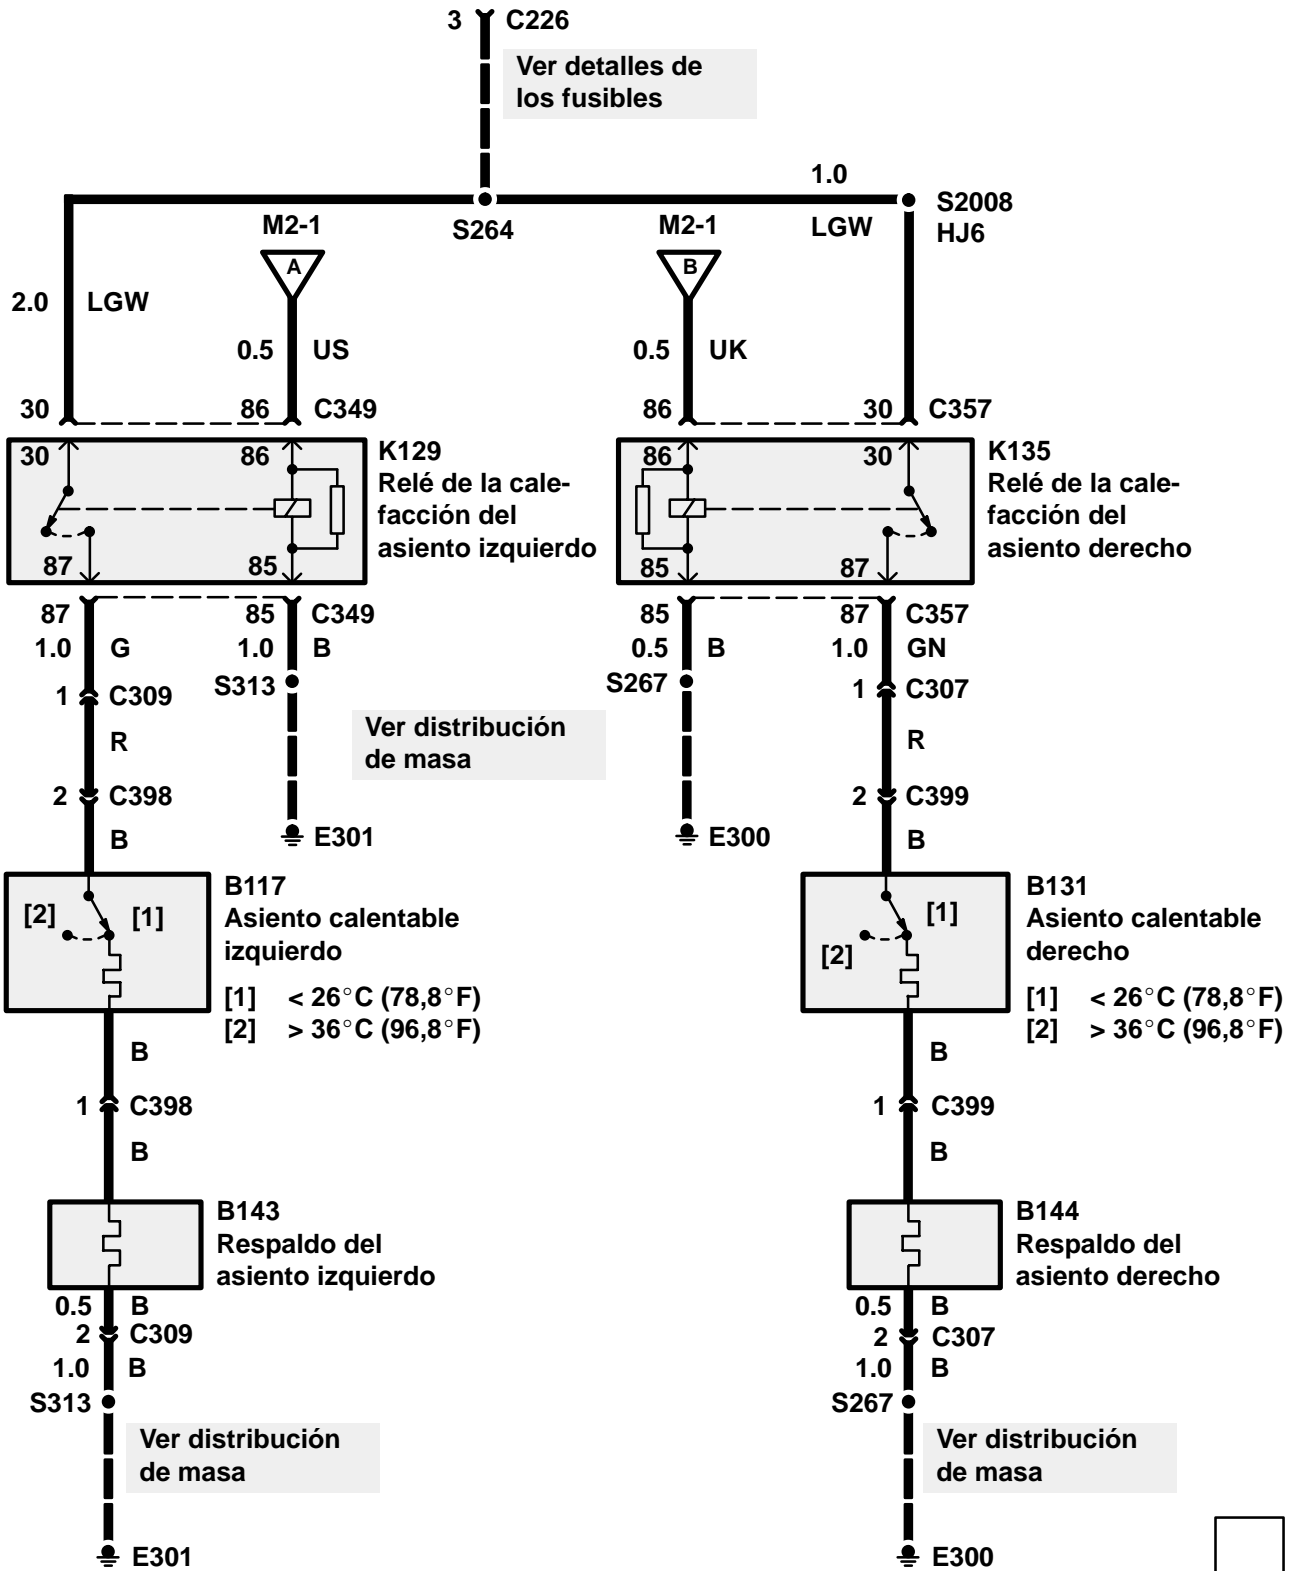 3 C226
Ver detalles de
los fusibles
1.0
S2008
HJ6
M2-1
S264
M2-1
LGW
A
B
2.0 LGW
0.5 US
0.5 UK
30 86 C349
86 30 C357
30 86
K129
Relé de la cale-
facción del
asiento izquierdo
87 85
86 30
K135
Relé de la cale-
facción del
asiento derecho
85 87
87 85 C349
1.0 G 1.0 B
85 87 C357
0.5 B 1.0 GN
S313
1 C309
S267
1 C307
Ver distribución
de masa
R
R
2 C398
2 C399
B
E301
E300
B
B117
Asiento calentable
izquierdo
[2] [1]
[1] < 26°C (78,8°F)
[2] > 36°C (96,8°F)
B131
Asiento calentable
derecho
[1]
[2]
[1] < 26°C (78,8°F)
[2] > 36°C (96,8°F)
B
B
1 C398
1 C399
B
B
B143
Respaldo del
asiento izquierdo
B144
Respaldo del
asiento derecho
0.5 B
2 C309
1.0 B
S313
0.5 B
2 C307
1.0 B
S267
Ver distribución
de masa
Ver distribución
de masa
E301
E300